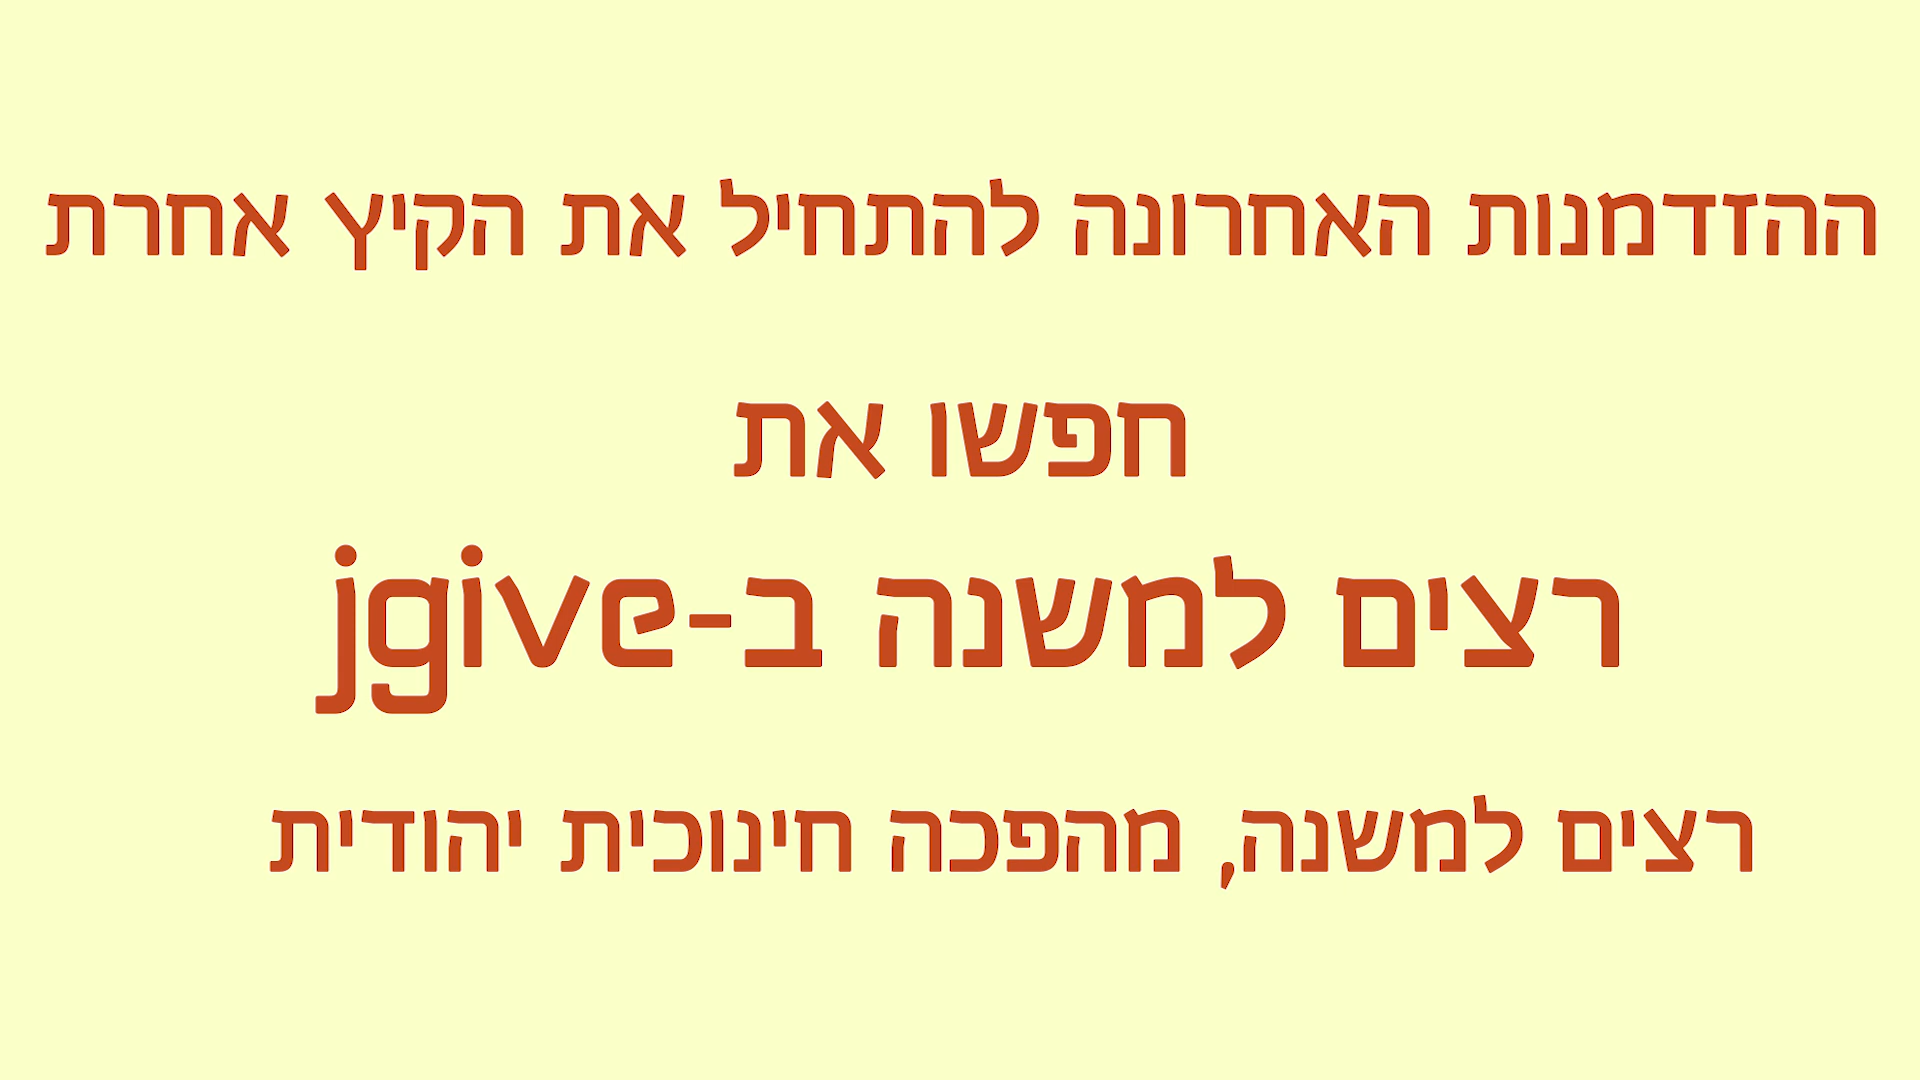 ההזדמנות האחרונה להתחיל את הקיץ אחרת
חפשו את
רצים למשנה ב-jgive
רצים למשנה, מהפכה חינוכית יהודית